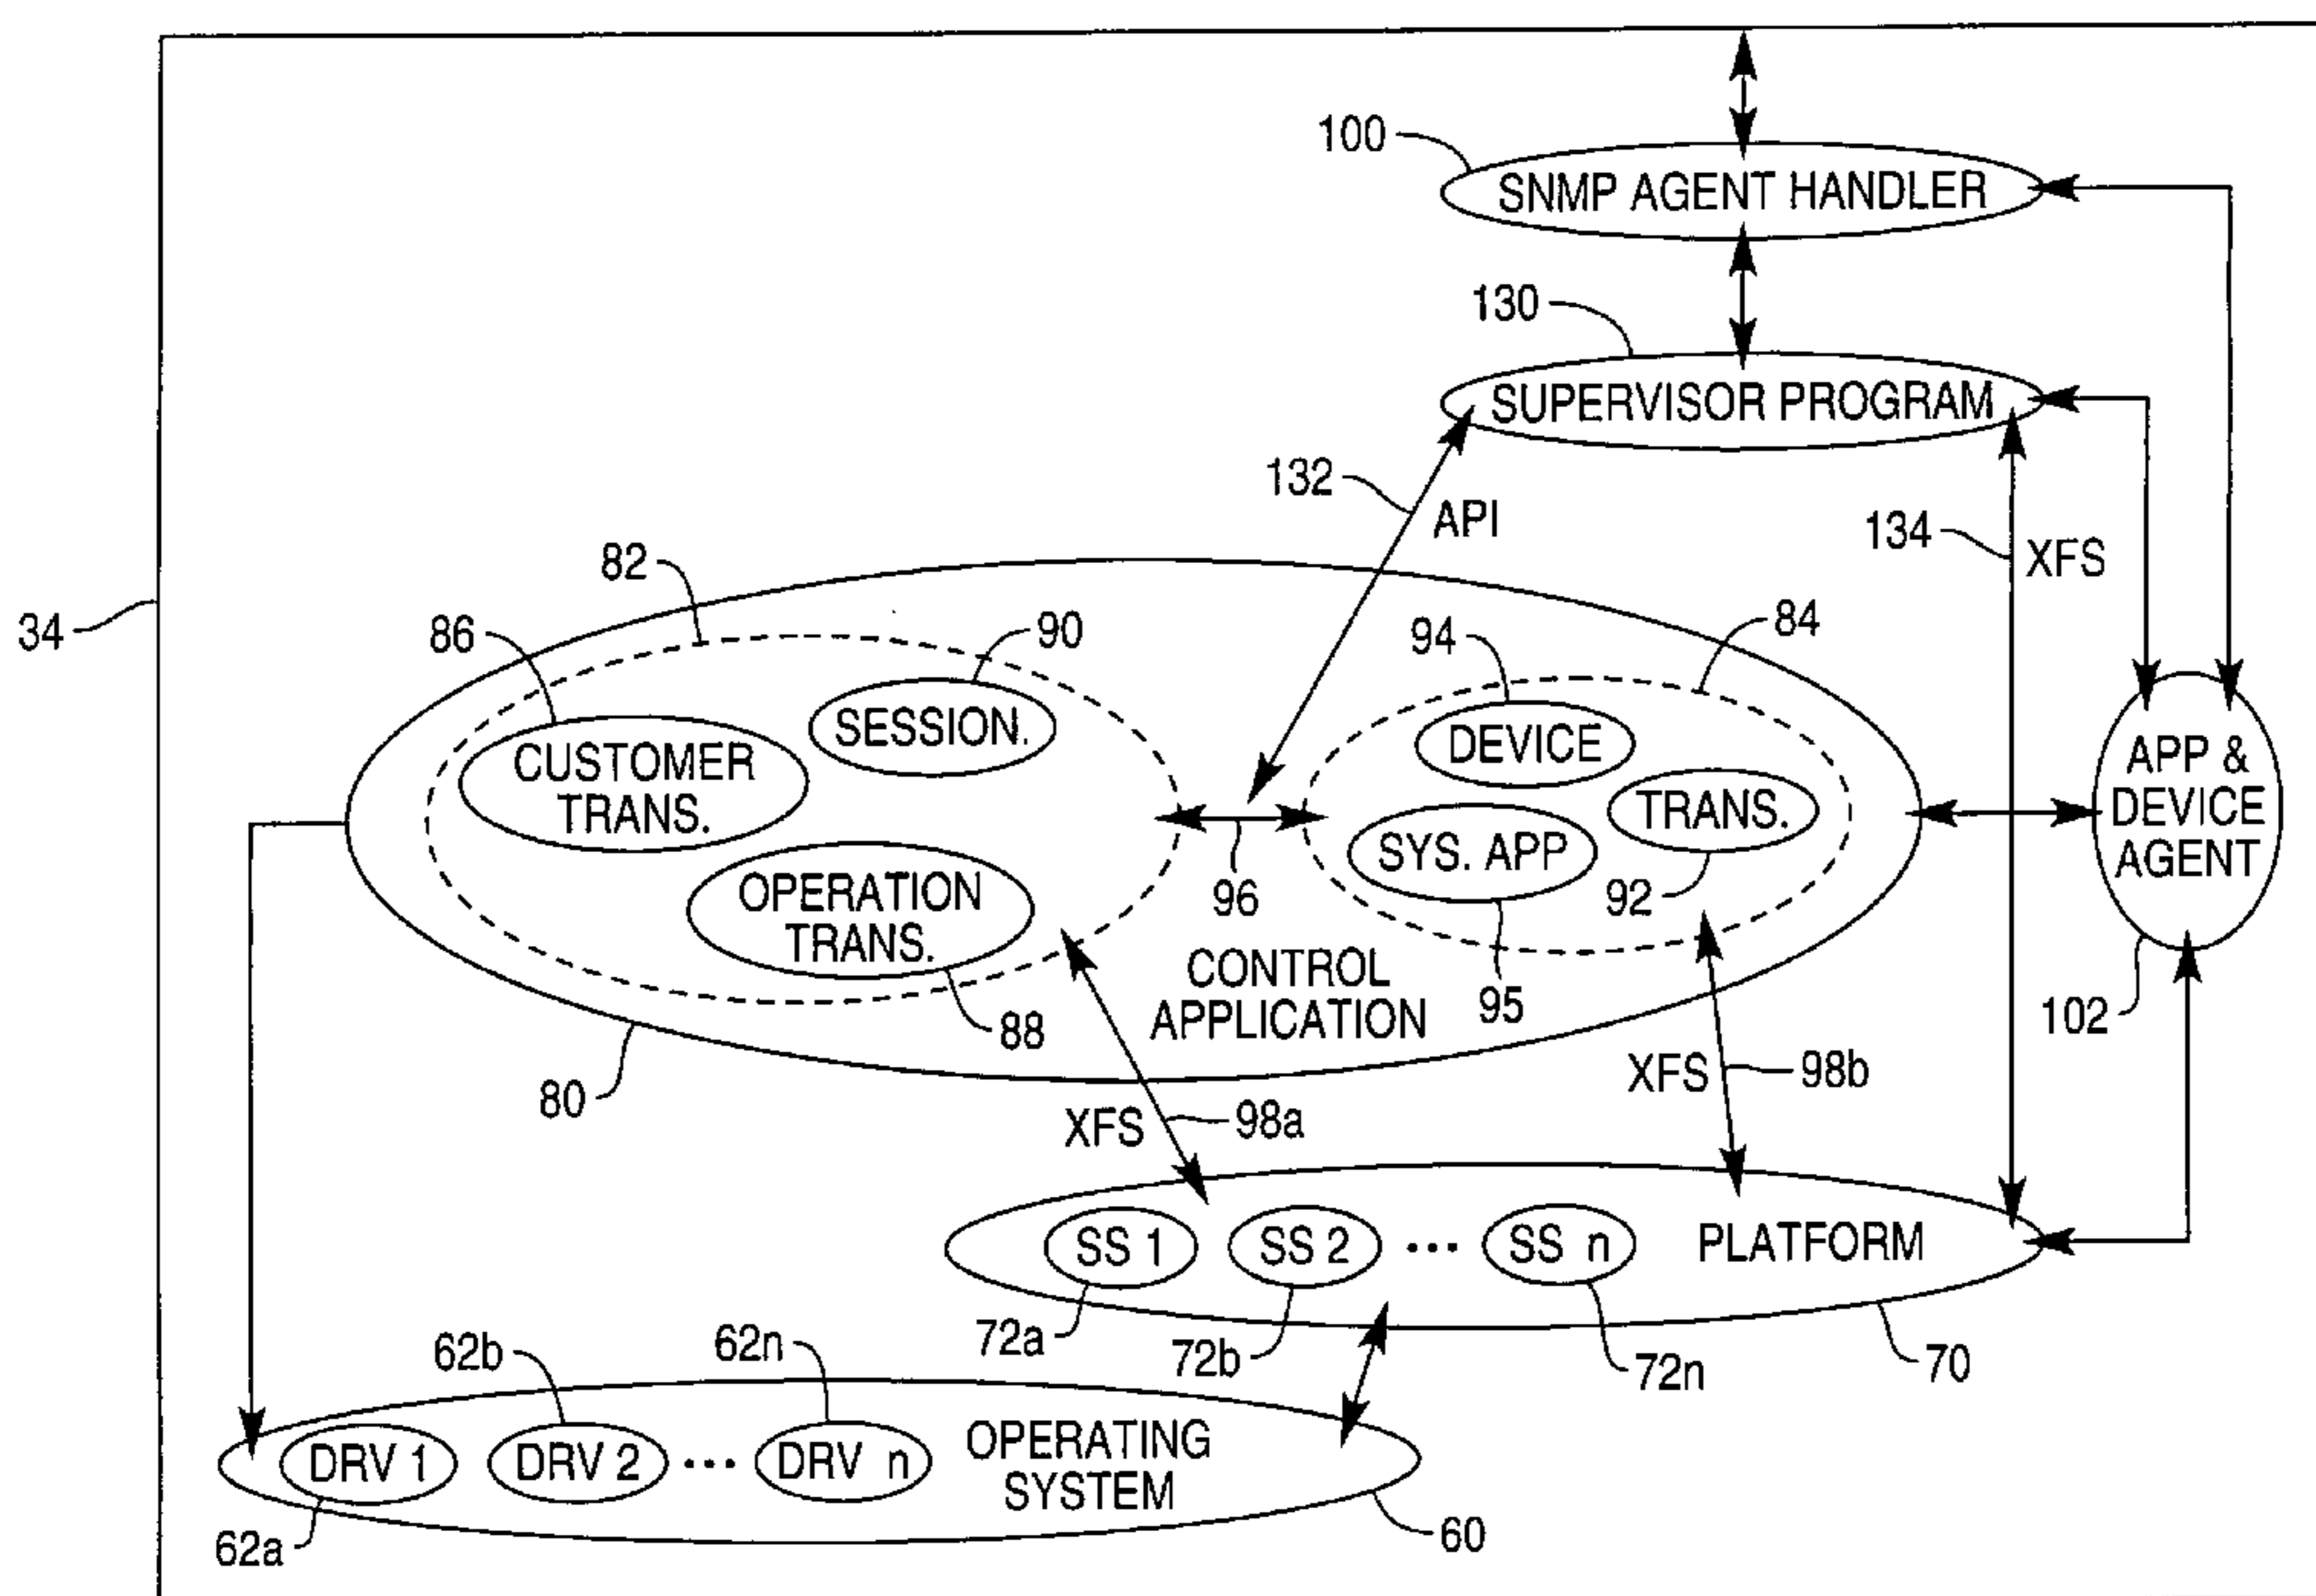 100
SNMP AGENT HANDLER
130
SUPERVISOR PROGRAM
132
API
134
XFS
82
34
86
90
94
84
SESSION.
DEVICE
CUSTOMER
TRANS.
TRANS.
APP &
DEVICE
AGENT
SYS. APP
96
92
OPERATION
TRANS.
CONTROL
APPLICATION
95
88
102
80
XFS
98a
XFS
98b
SS 1
SS 2
•••
SS n
PLATFORM
72a
72b
72n
70
62b
62n
DRV 1
DRV 2
•••
DRV n
OPERATING
SYSTEM
62a
60